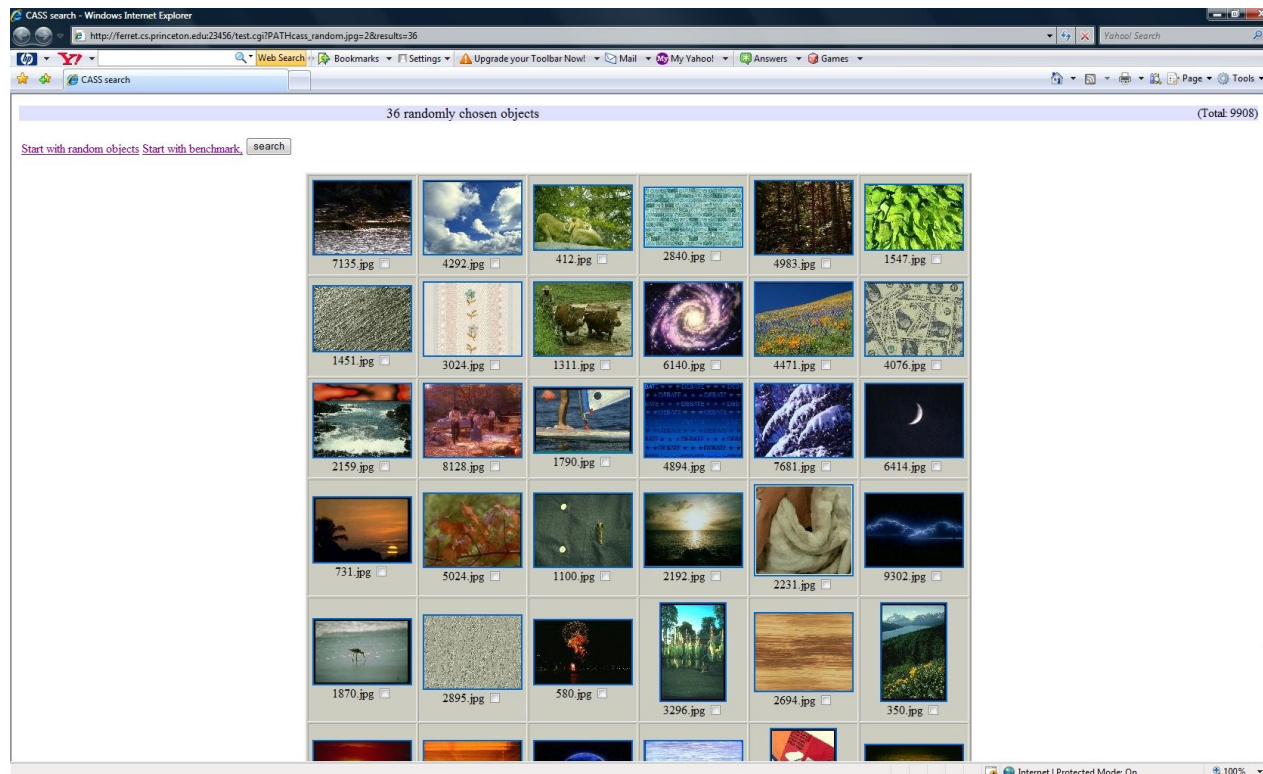 CASS search - Windows Internet Explorer
http://ferret.cs.princeton.edu:23456/test.cgi?PATHcass_random.jpg=2&results=36
Yahoo! Search
hp Y! Web Search Bookmarks Settings Upgrade your Toolbar Now! Mail My Yahoo! Answers Games
CASS search Page Tools
36 randomly chosen objects (Total: 9908)
Start with random objects Start with benchmark, search
7135.jpg 4292.jpg 412.jpg 2840.jpg 4983.jpg 1547.jpg
1451.jpg 3024.jpg 1311.jpg 6140.jpg 4471.jpg 4076.jpg
2159.jpg 8128.jpg 1790.jpg 4894.jpg 7681.jpg 6414.jpg
731.jpg 5024.jpg 1100.jpg 2192.jpg 2231.jpg 9302.jpg
1870.jpg 2895.jpg 580.jpg 3296.jpg 2694.jpg 350.jpg
Internet | Protected Mode: On 100%